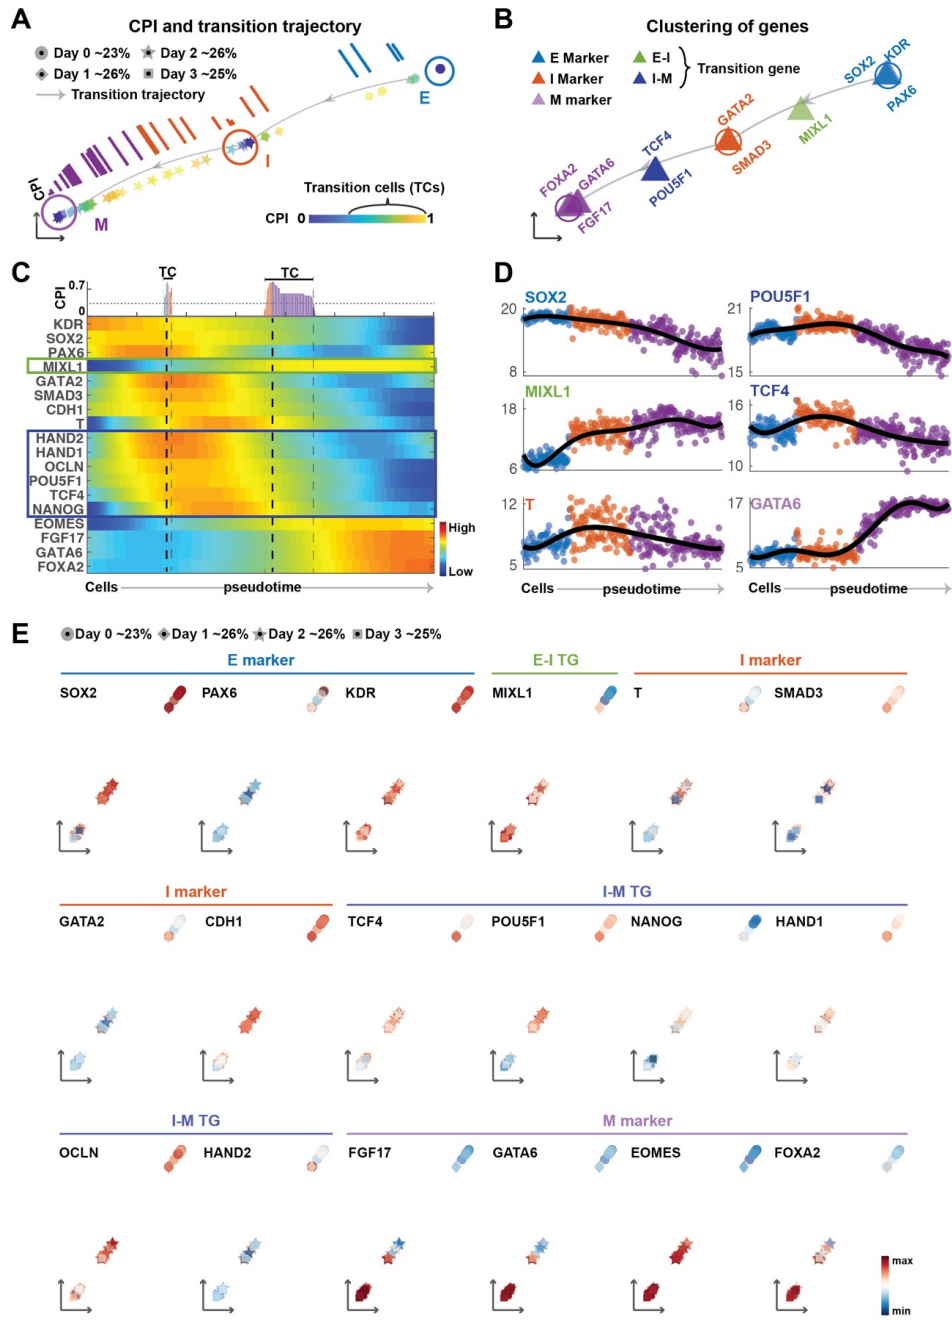 A
CPI and transition trajectory
Day 0 ~23%
Day 2 ~26%
Day 1 ~26%
Day 3 ~25%
Transition trajectory
E
I
CPI
M
Transition cells (TCs)
CPI 0 1
B
Clustering of genes
E Marker
E-I
I Marker
I-M
M marker
Transition gene
SOX2
KDR
PAX6
GATA2
MIXL1
SMAD3
TCF4
POU5F1
FOXA2
GATA6
FGF17
C
TC
TC
CPI
0.7
0
KDR
SOX2
PAX6
MIXL1
GATA2
SMAD3
CDH1
T
HAND2
HAND1
OCLN
POU5F1
TCF4
NANOG
EOMES
FGF17
GATA6
FOXA2
High
Low
Cells
pseudotime
D
SOX2
20
8
POU5F1
21
15
MIXL1
18
6
TCF4
16
10
T
12
5
GATA6
17
5
Cells
pseudotime
Cells
pseudotime
E
Day 0 ~23%
Day 1 ~26%
Day 2 ~26%
Day 3 ~25%
E marker
E-I TG
I marker
SOX2
PAX6
KDR
MIXL1
T
SMAD3
I marker
I-M TG
GATA2
CDH1
TCF4
POU5F1
NANOG
HAND1
I-M TG
M marker
OCLN
HAND2
FGF17
GATA6
EOMES
FOXA2
max
min